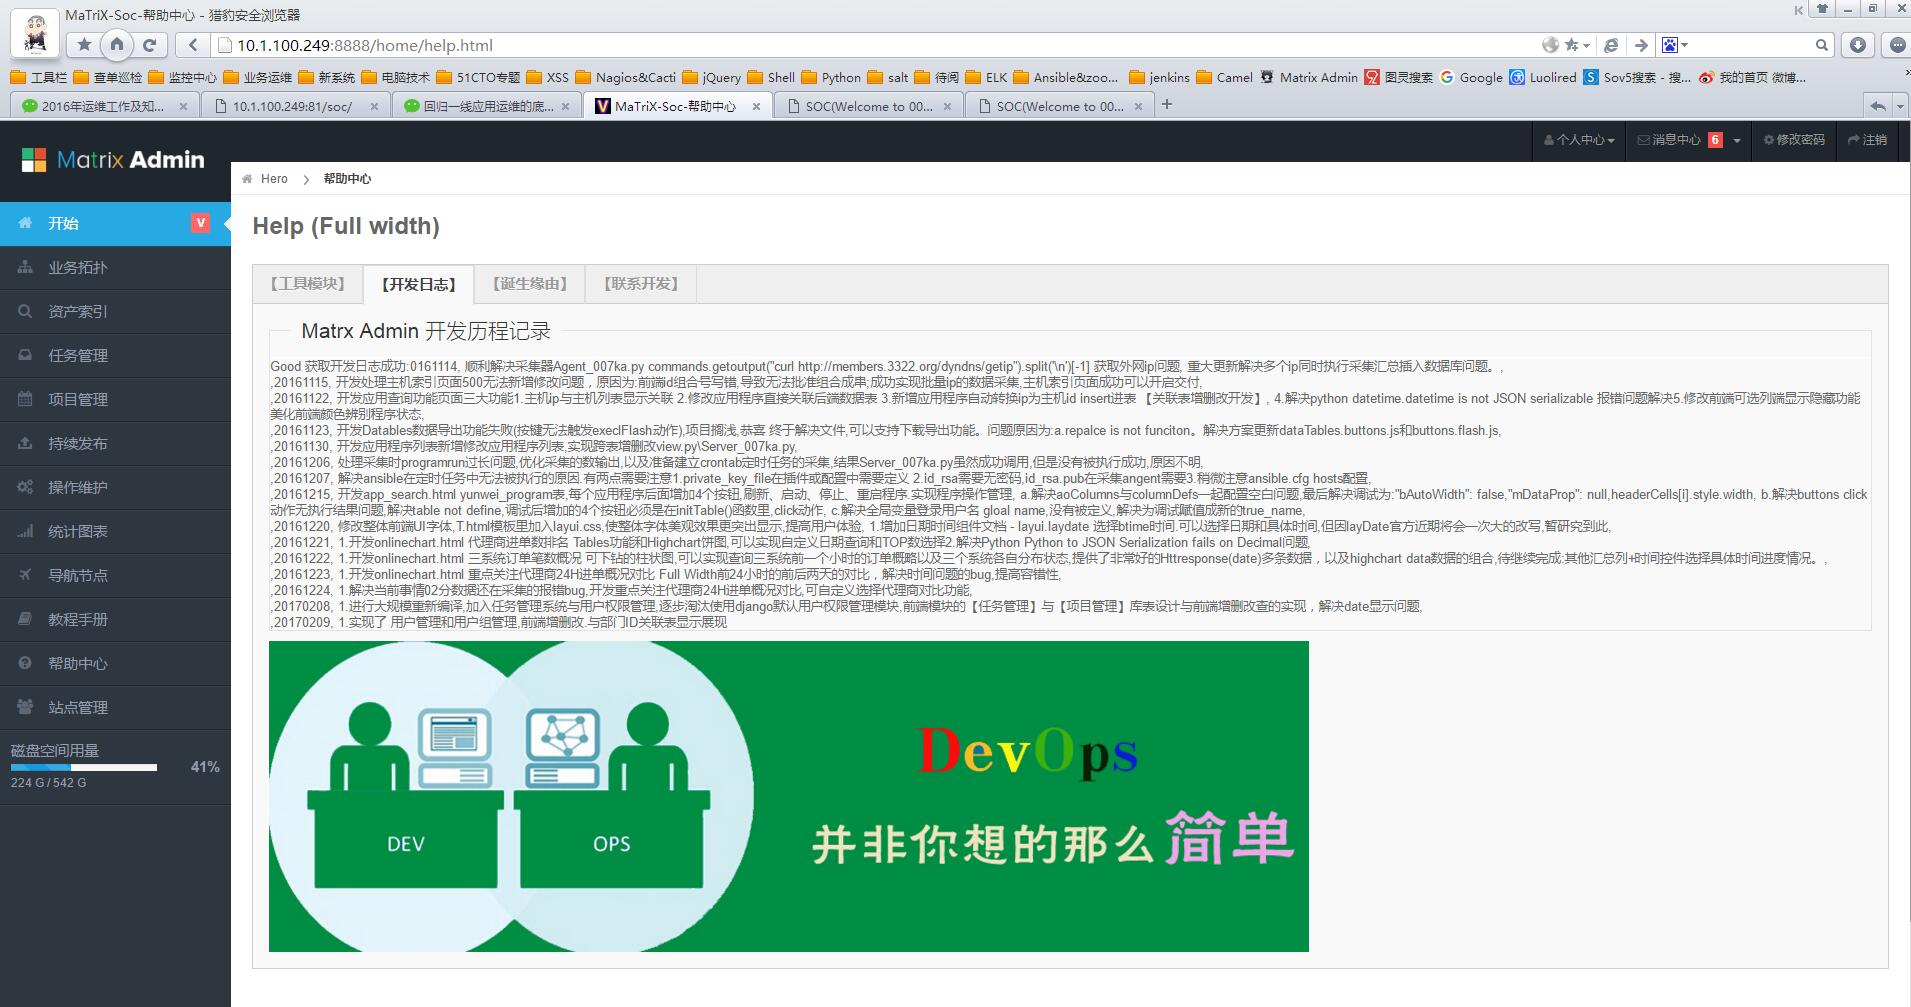 MaTriX-Soc-帮助中心 - 猎豹安全浏览器
10.1.100.249:8888/home/help.html
工具栏 查单巡检 监控中心 业务运维 新系统 电脑技术 51CTO专题 XSS Nagios&Cacti jQuery Shell Python salt 待阅 ELK Ansible&zoo... jenkins Camel Matrix Admin 图灵搜索 Google Luolired Sov5搜索 - 搜... 我的首页 微博...
2016年运维工作及知... 10.1.100.249:81/soc/ 回归一线应用运维的底... MaTriX-Soc-帮助中心 SOC(Welcome to 00... SOC(Welcome to 00...
Matrix Admin
个人中心 消息中心 6 修改密码 注销
Hero 帮助中心
开始 V
业务拓扑
资产索引
任务管理
项目管理
持续发布
操作维护
统计图表
导航节点
教程手册
帮助中心
站点管理
磁盘空间用量
41%
224 G / 542 G
Help (Full width)
【工具模块】 【开发日志】 【诞生缘由】 【联系开发】
Matrx Admin 开发历程记录
Good 获取开发日志成功:0161114, 顺利解决采集器Agent_007ka.py commands.getoutput("curl http://members.3322.org/dyndns/getip").split('\n')[-1] 获取外网ip问题, 重大更新解决多个ip同时执行采集汇总插入数据库问题。,
,20161115, 开发处理主机索引页面500无法新增修改问题，原因为:前端id组合号写错,导致无法批准组合成串;成功实现批量ip的数据采集,主机索引页面成功可以开启交付,
,20161122, 开发应用查询功能页面三大功能1.主机ip与主机列表显示关联 2.修改应用程序直接关联后端数据表 3.新增应用程序自动转换ip为主机id insert进表 【关联表增删改开发】, 4.解决python datetime.datetime is not JSON serializable 报错问题解决5.修改前端可选列端显示隐藏功能
美化前端颜色辨别程序状态,
,20161123, 开发Datables数据导出功能失败(按键无法触发execlFlash动作),项目搁浅,恭喜 终于解决文件,可以支持下载导出功能。问题原因为:a.repalce is not funciton。解决方案更新dataTables.buttons.js和buttons.flash.js,
,20161130, 开发应用程序列表新增修改应用程序列表,实现跨表增删改view.py\Server_007ka.py,
,20161206, 处理采集时programrun过长问题,优化采集的数输出,以及准备建立crontab定时任务的采集,结果Server_007ka.py虽然成功调用,但是没有被执行成功,原因不明,
,20161207, 解决ansible在定时任务中无法被执行的原因.有两点需要注意1.private_key_file在插件或配置中需要定义 2.id_rsa需要无密码,id_rsa.pub在采集angent需要3.稍微注意ansible.cfg hosts配置,
,20161215, 开发app_search.html yunwei_program表,每个应用程序后面增加4个按钮,刷新、启动、停止、重启程序.实现程序操作管理, a.解决aoColumns与columnDefs一起配置空白问题,最后解决调试为:"bAutoWidth": false,"mDataProp": null,headerCells[i].style.width, b.解决buttons click
动作无执行结果问题,解决table not define,调试后增加的4个按钮必须是在initTable()函数里,click动作, c.解决全局变量登录用户名 gloal name,没有被定义,解决为调试赋值成新的true_name,
,20161220, 修改整体前端UI字体,T.html模板里加入layui.css,使整体字体美观效果更突出显示,提高用户体验, 1.增加日期时间组件文档 - layui.laydate 选择btime时间.可以选择日期和具体时间,但因layDate官方近期将会一次大的改写,暂研究到此,
,20161221, 1.开发onlinechart.html 代理商进单数排名 Tables功能和Highchart饼图,可以实现自定义日期查询和TOP数选择2.解决Python Python to JSON Serialization fails on Decimal问题,
,20161222, 1.开发onlinechart.html 三系统订单笔数概况 可下钻的柱状图,可以实现查询三系统前一个小时的订单概略以及三个系统各自分布状态,提供了非常好的Httresponse(date)多条数据，以及highchart data数据的组合,待继续完成:其他汇总列+时间控件选择具体时间进度情况。,
,20161223, 1.开发onlinechart.html 重点关注代理商24H进单概况对比 Full Width前24小时的前后两天的对比，解决时间问题的bug,提高容错性,
,20161224, 1.解决当前事情02分数据还在采集的报错bug,开发重点关注代理商24H进单概况对比,可自定义选择代理商对比功能,
,20170208, 1.进行大规模重新编译,加入任务管理系统与用户权限管理,逐步淘汰使用django默认用户权限管理模块,前端模块的【任务管理】与【项目管理】库表设计与前端增删改查的实现，解决date显示问题,
,20170209, 1.实现了 用户管理和用户组管理,前端增删改.与部门ID关联表显示展现
DEV
OPS
DevOps
并非你想的那么简单